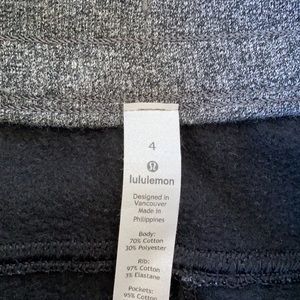 4
lululemon
Designed in
Vancouver
Made in
Philippines
Body:
70% Cotton
30% Polyester
Rib:
97% Cotton
3% Elastane
Pockets:
95% Cotton